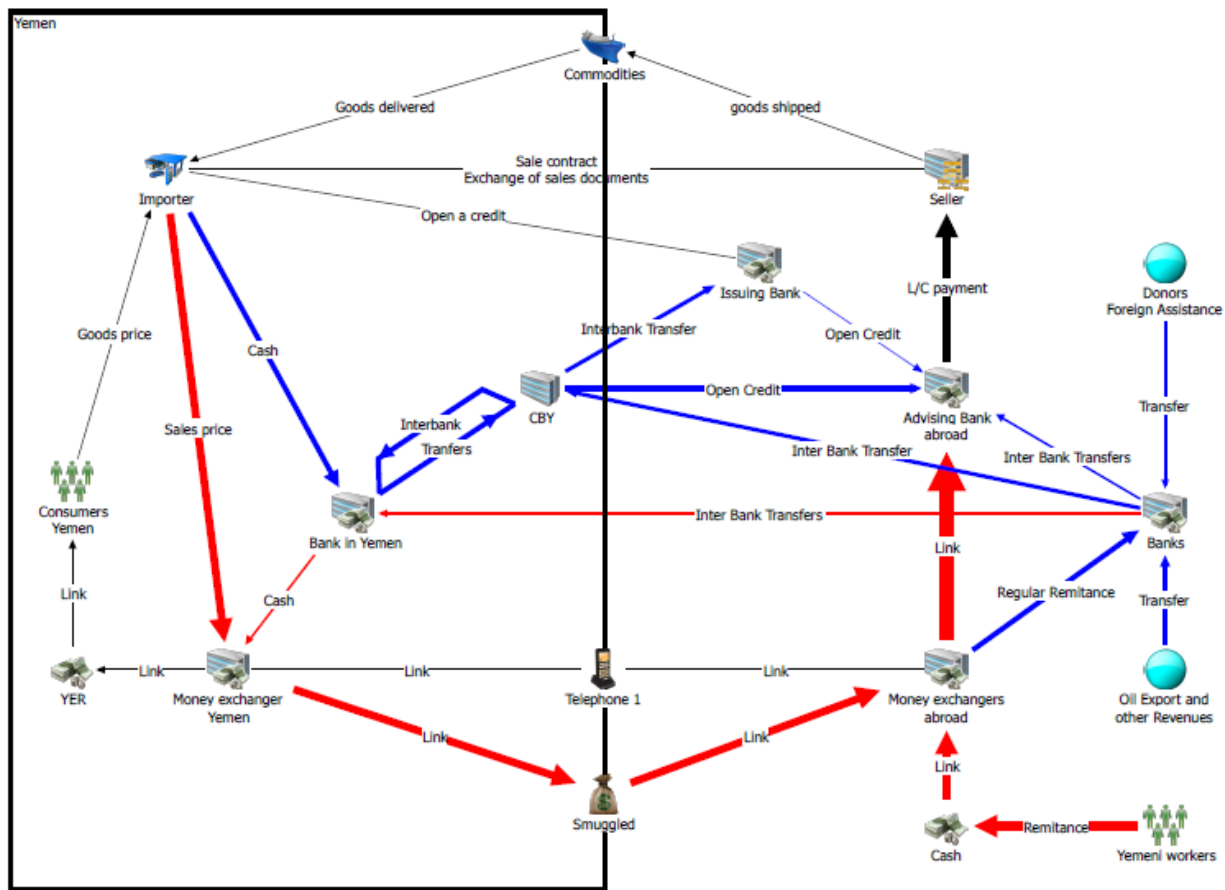 Yemen
Commodities
Goods delivered
goods shipped
Sale contract
Exchange of sales documents
Importer
Seller
Open a credit
Issuing Bank
L/C payment
Donors
Foreign Assistance
Goods price
Interbank Transfer
Open Credit
Cash
CBY
Open Credit
Advising Bank
abroad
Transfer
Interbank
Tranfers
Sales price
Inter Bank Transfer
Inter Bank Transfers
Consumers
Yemen
Bank in Yemen
Inter Bank Transfers
Banks
Link
Link
Regular Remitance
Cash
Transfer
YER
Link
Money exchanger
Yemen
Link
Telephone 1
Link
Money exchangers
abroad
Oil Export and
other Revenues
Link
Link
Link
Smuggled
Cash
Remitance
Yemeni workers